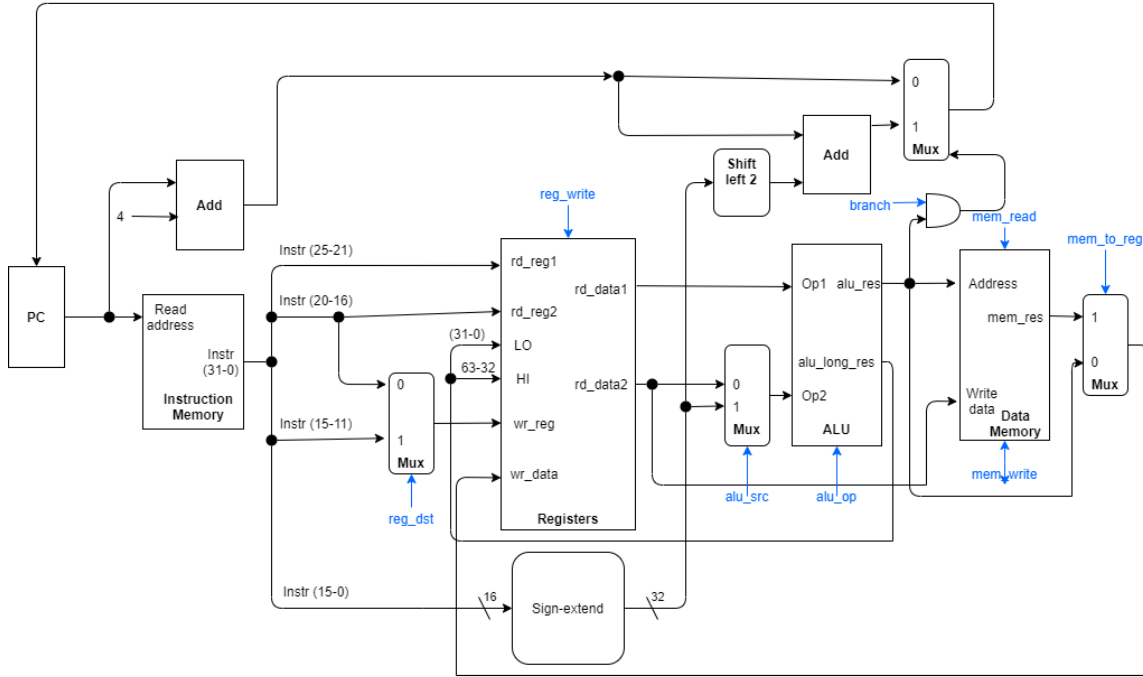 0
1
Mux
Shift
left 2
Add
Add
4
branch
mem_read
mem_to_reg
reg_write
Instr (25-21)
rd_reg1
rd_data1
Op1
alu_res
Address
PC
Read
address
Instr
(31-0)
Instruction
Memory
Instr (20-16)
rd_reg2
(31-0)
LO
63-32
HI
rd_data2
alu_long_res
mem_res
1
0
Mux
0
1
Mux
0
1
Mux
Op2
Write
data
Data
Memory
Instr (15-11)
wr_reg
ALU
wr_data
mem_write
alu_src
alu_op
reg_dst
Registers
Instr (15-0)
16
Sign-extend
32